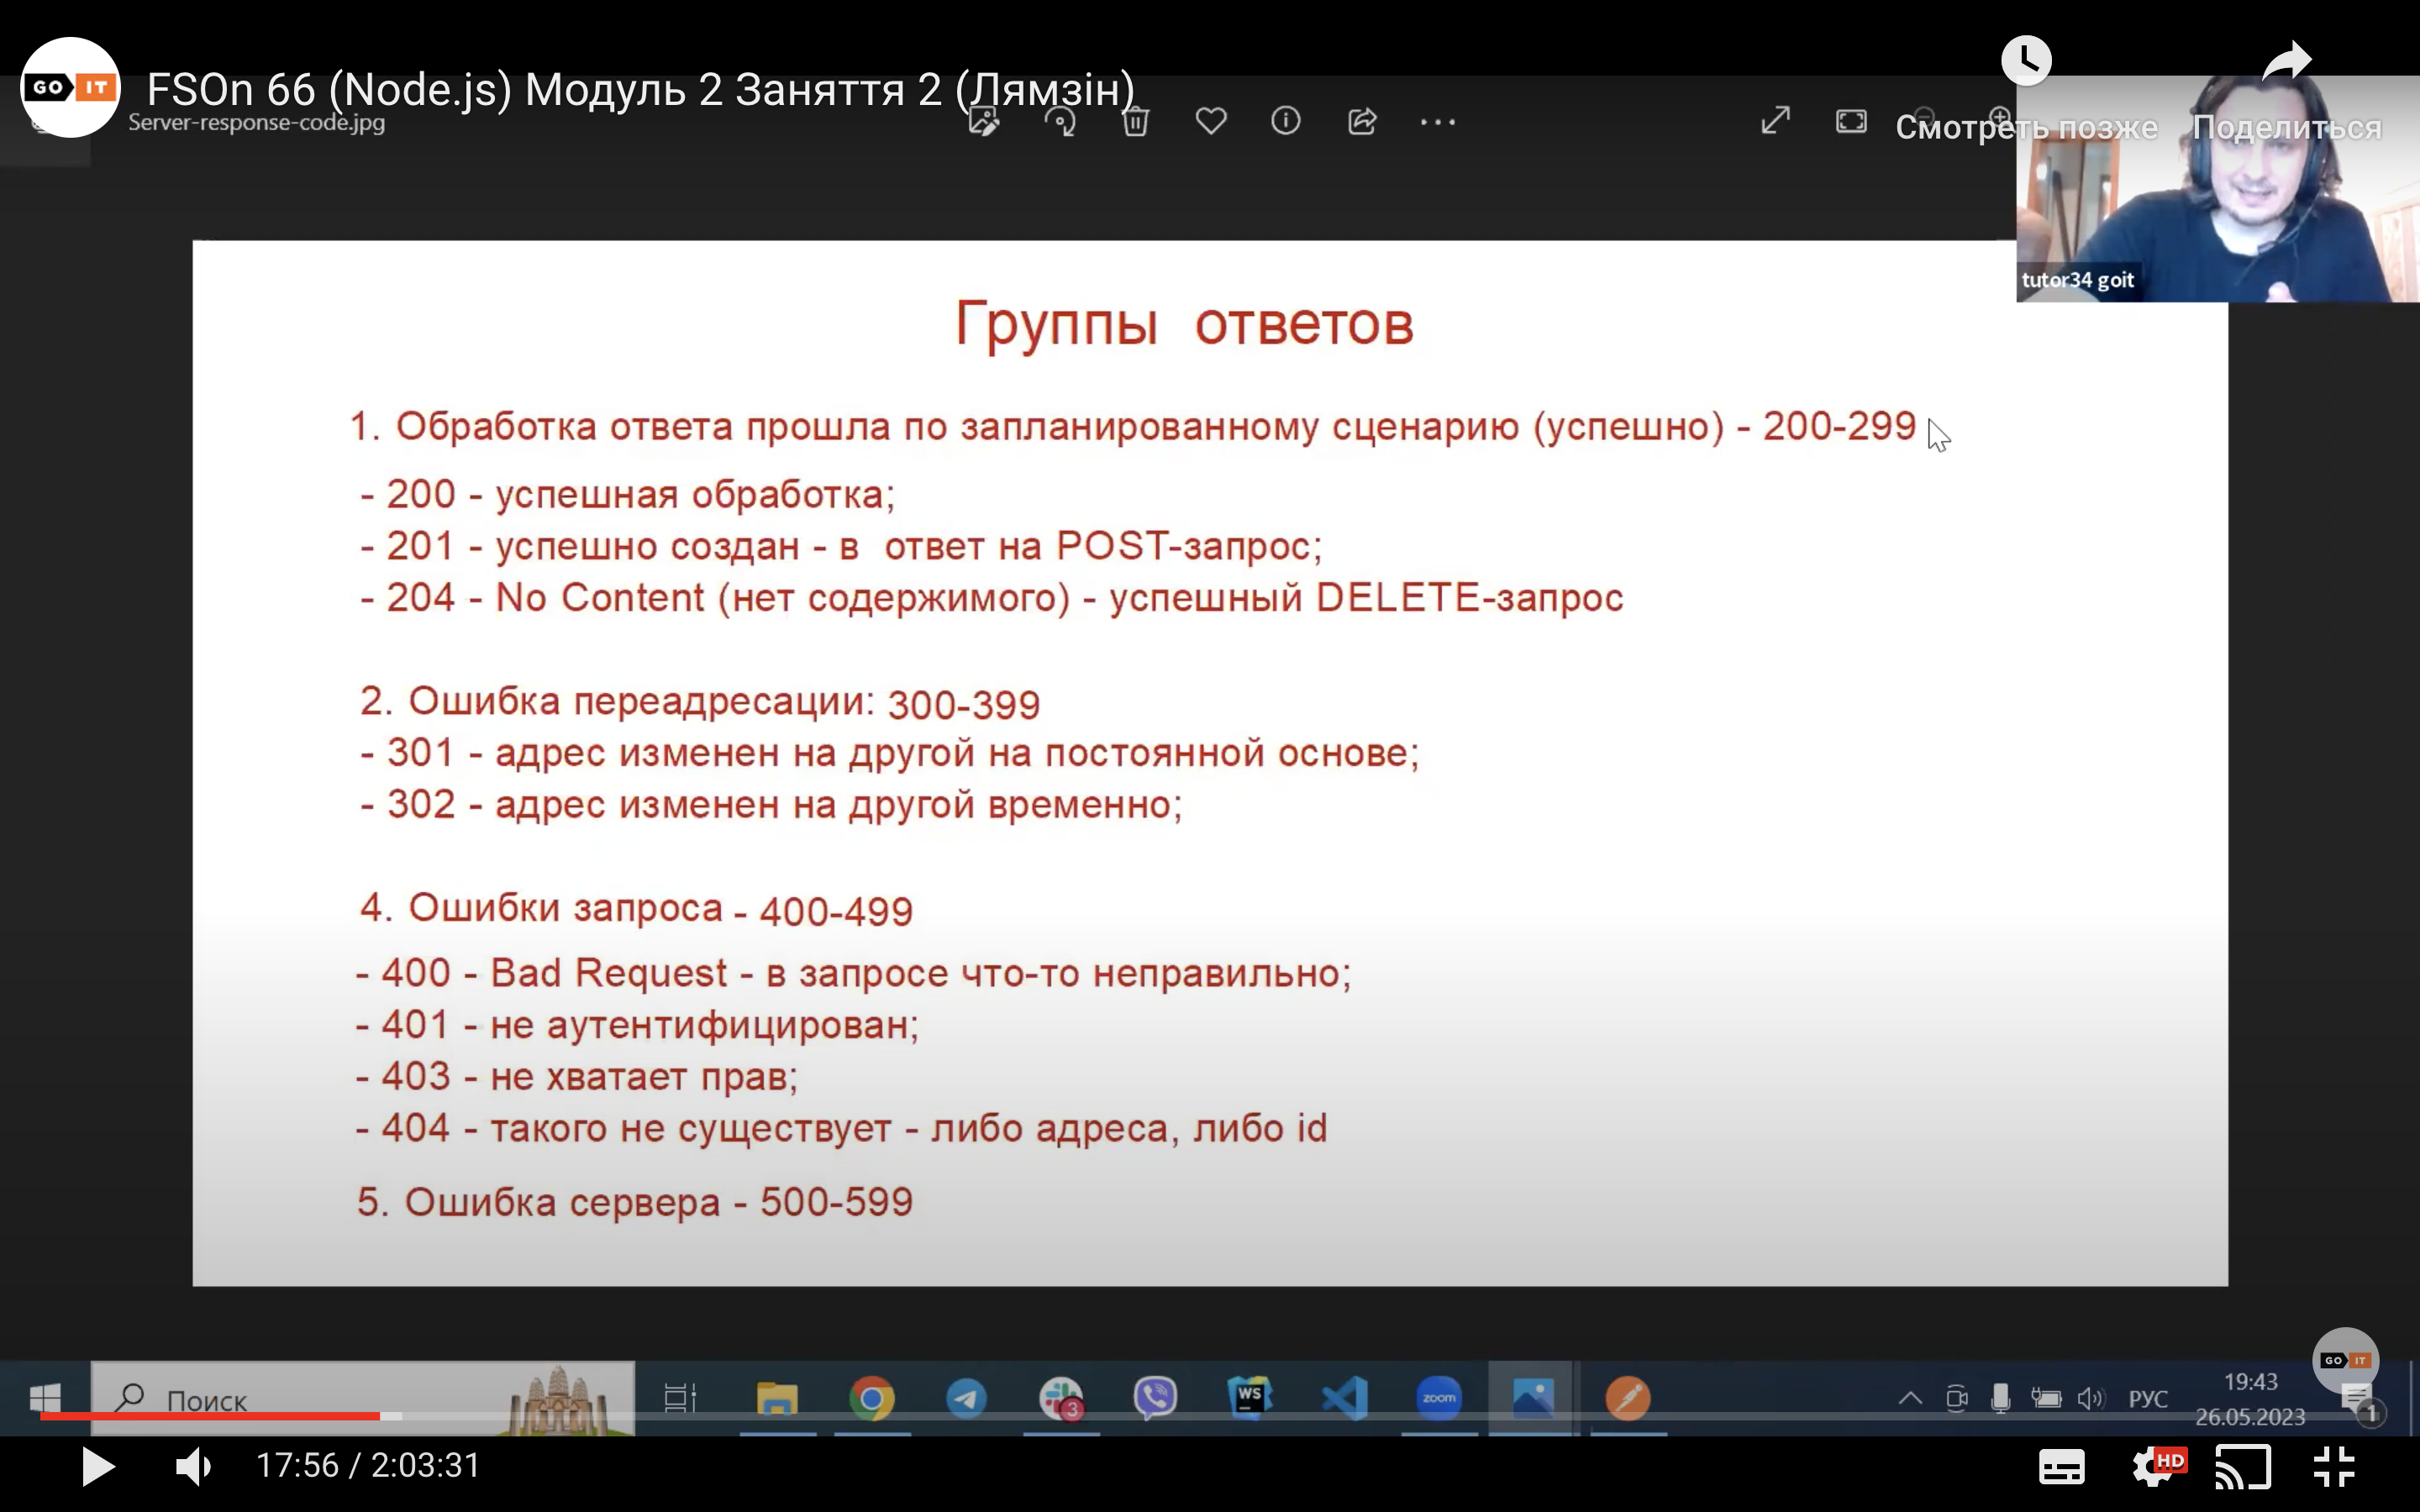 GO IT
FSOn 66 (Node.js) Модуль 2 Заняття 2 (Лямзін)
Server-response-code.jpg
Смотреть позже
Поделиться
tutor34 goit
Группы ответов
1. Обработка ответа прошла по запланированному сценарию (успешно) - 200-299
- 200 - успешная обработка;
- 201 - успешно создан - в ответ на POST-запрос;
- 204 - No Content (нет содержимого) - успешный DELETE-запрос
2. Ошибка переадресации: 300-399
- 301 - адрес изменен на другой на постоянной основе;
- 302 - адрес изменен на другой временно;
4. Ошибки запроса - 400-499
- 400 - Bad Request - в запросе что-то неправильно;
- 401 - не аутентифицирован;
- 403 - не хватает прав;
- 404 - такого не существует - либо адреса, либо id
5. Ошибка сервера - 500-599
GO IT
Поиск
3
WS
zoom
РУС
19:43
26.05.2023
1
17:56 / 2:03:31
HD